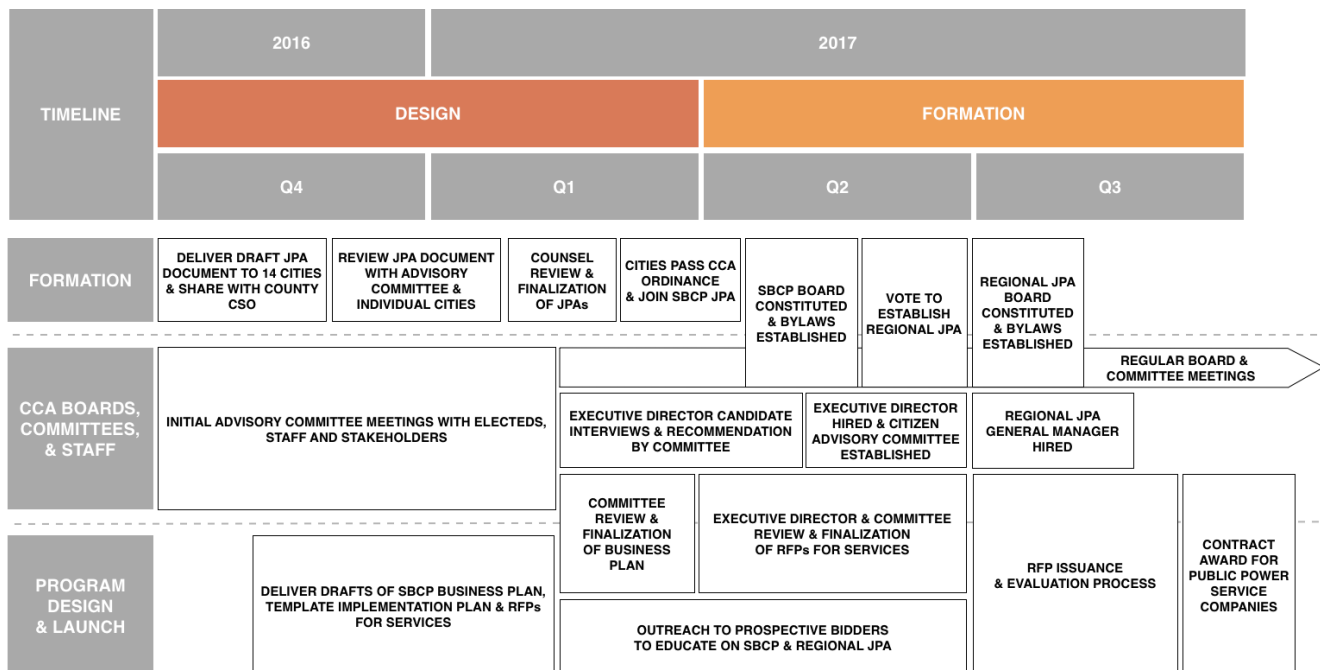 TIMELINE
2016
2017
DESIGN
FORMATION
Q4
Q1
Q2
Q3
FORMATION
DELIVER DRAFT JPA
DOCUMENT TO 14 CITIES
& SHARE WITH COUNTY
CSO
REVIEW JPA DOCUMENT
WITH ADVISORY
COMMITTEE &
INDIVIDUAL CITIES
COUNSEL
REVIEW &
FINALIZATION
OF JPAs
CITIES PASS CCA
ORDINANCE
& JOIN SBCP JPA
SBCP BOARD
CONSTITUTED
& BYLAWS
ESTABLISHED
VOTE TO
ESTABLISH
REGIONAL JPA
REGIONAL JPA
BOARD
CONSTITUTED
& BYLAWS
ESTABLISHED
CCA BOARDS,
COMMITTEES,
& STAFF
INITIAL ADVISORY COMMITTEE MEETINGS WITH ELECTEDS,
STAFF AND STAKEHOLDERS
REGULAR BOARD &
COMMITTEE MEETINGS
EXECUTIVE DIRECTOR CANDIDATE
INTERVIEWS & RECOMMENDATION
BY COMMITTEE
EXECUTIVE DIRECTOR
HIRED & CITIZEN
ADVISORY COMMITTEE
ESTABLISHED
REGIONAL JPA
GENERAL MANAGER
HIRED
PROGRAM
DESIGN
& LAUNCH
DELIVER DRAFTS OF SBCP BUSINESS PLAN,
TEMPLATE IMPLEMENTATION PLAN & RFPs
FOR SERVICES
COMMITTEE
REVIEW &
FINALIZATION
OF BUSINESS
PLAN
EXECUTIVE DIRECTOR & COMMITTEE
REVIEW & FINALIZATION
OF RFPs FOR SERVICES
OUTREACH TO PROSPECTIVE BIDDERS
TO EDUCATE ON SBCP & REGIONAL JPA
RFP ISSUANCE
& EVALUATION PROCESS
CONTRACT
AWARD FOR
PUBLIC POWER
SERVICE
COMPANIES